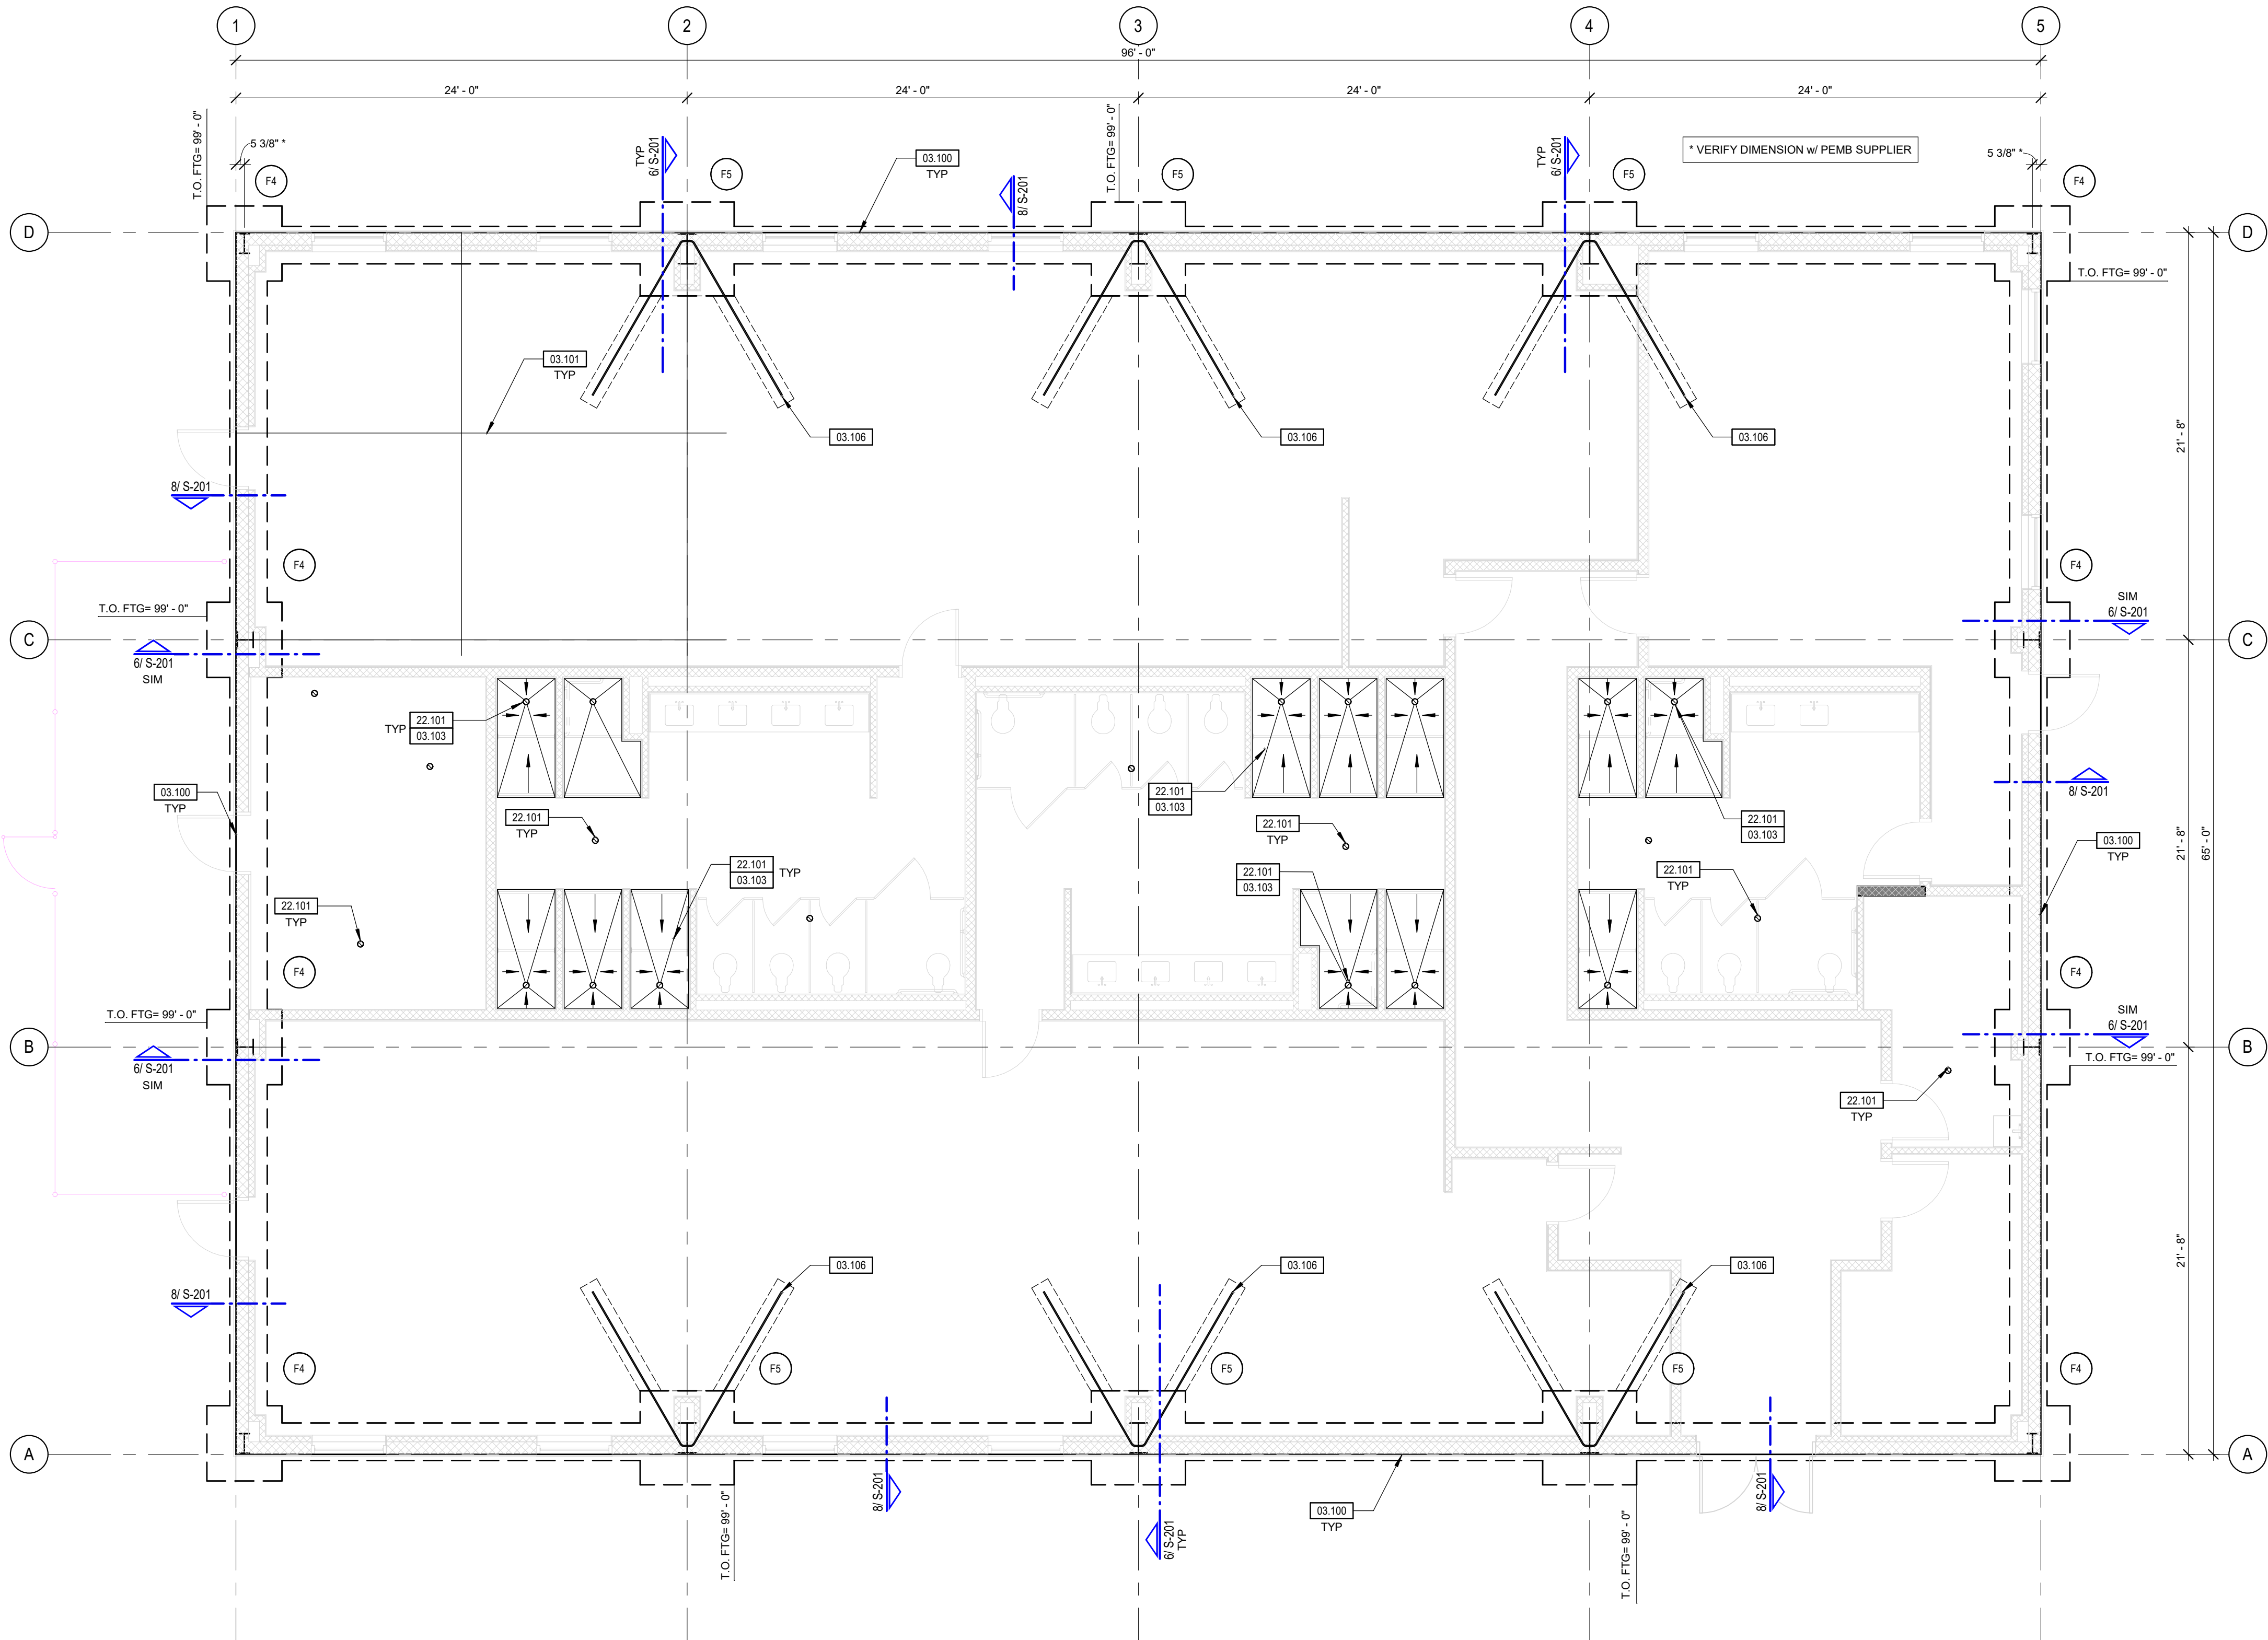 1
2
3
4
5
96' - 0"
24' - 0"
24' - 0"
24' - 0"
24' - 0"
T.O. FTG= 99' - 0"
5 3/8" *
F4
TYP
6/ S-201
F5
03.100
TYP
8/ S-201
T.O. FTG= 99' - 0"
F5
TYP
6/ S-201
F5
* VERIFY DIMENSION w/ PEMB SUPPLIER
5 3/8" *
F4
D
D
T.O. FTG= 99' - 0"
03.101
TYP
03.106
03.106
03.106
21' - 8"
8/ S-201
F4
F4
T.O. FTG= 99' - 0"
SIM
6/ S-201
C
C
6/ S-201
SIM
TYP
22.101
03.103
03.100
TYP
22.101
TYP
22.101
03.103
22.101
TYP
22.101
03.103
8/ S-201
03.100
TYP
21' - 8"
65' - 0"
22.101
03.103
TYP
22.101
03.103
22.101
TYP
22.101
TYP
F4
F4
T.O. FTG= 99' - 0"
SIM
6/ S-201
B
B
T.O. FTG= 99' - 0"
6/ S-201
SIM
22.101
TYP
21' - 8"
03.106
03.106
03.106
8/ S-201
F4
F5
F5
F5
F4
A
A
T.O. FTG= 99' - 0"
8/ S-201
6/ S-201
TYP
03.100
TYP
T.O. FTG= 99' - 0"
8/ S-201